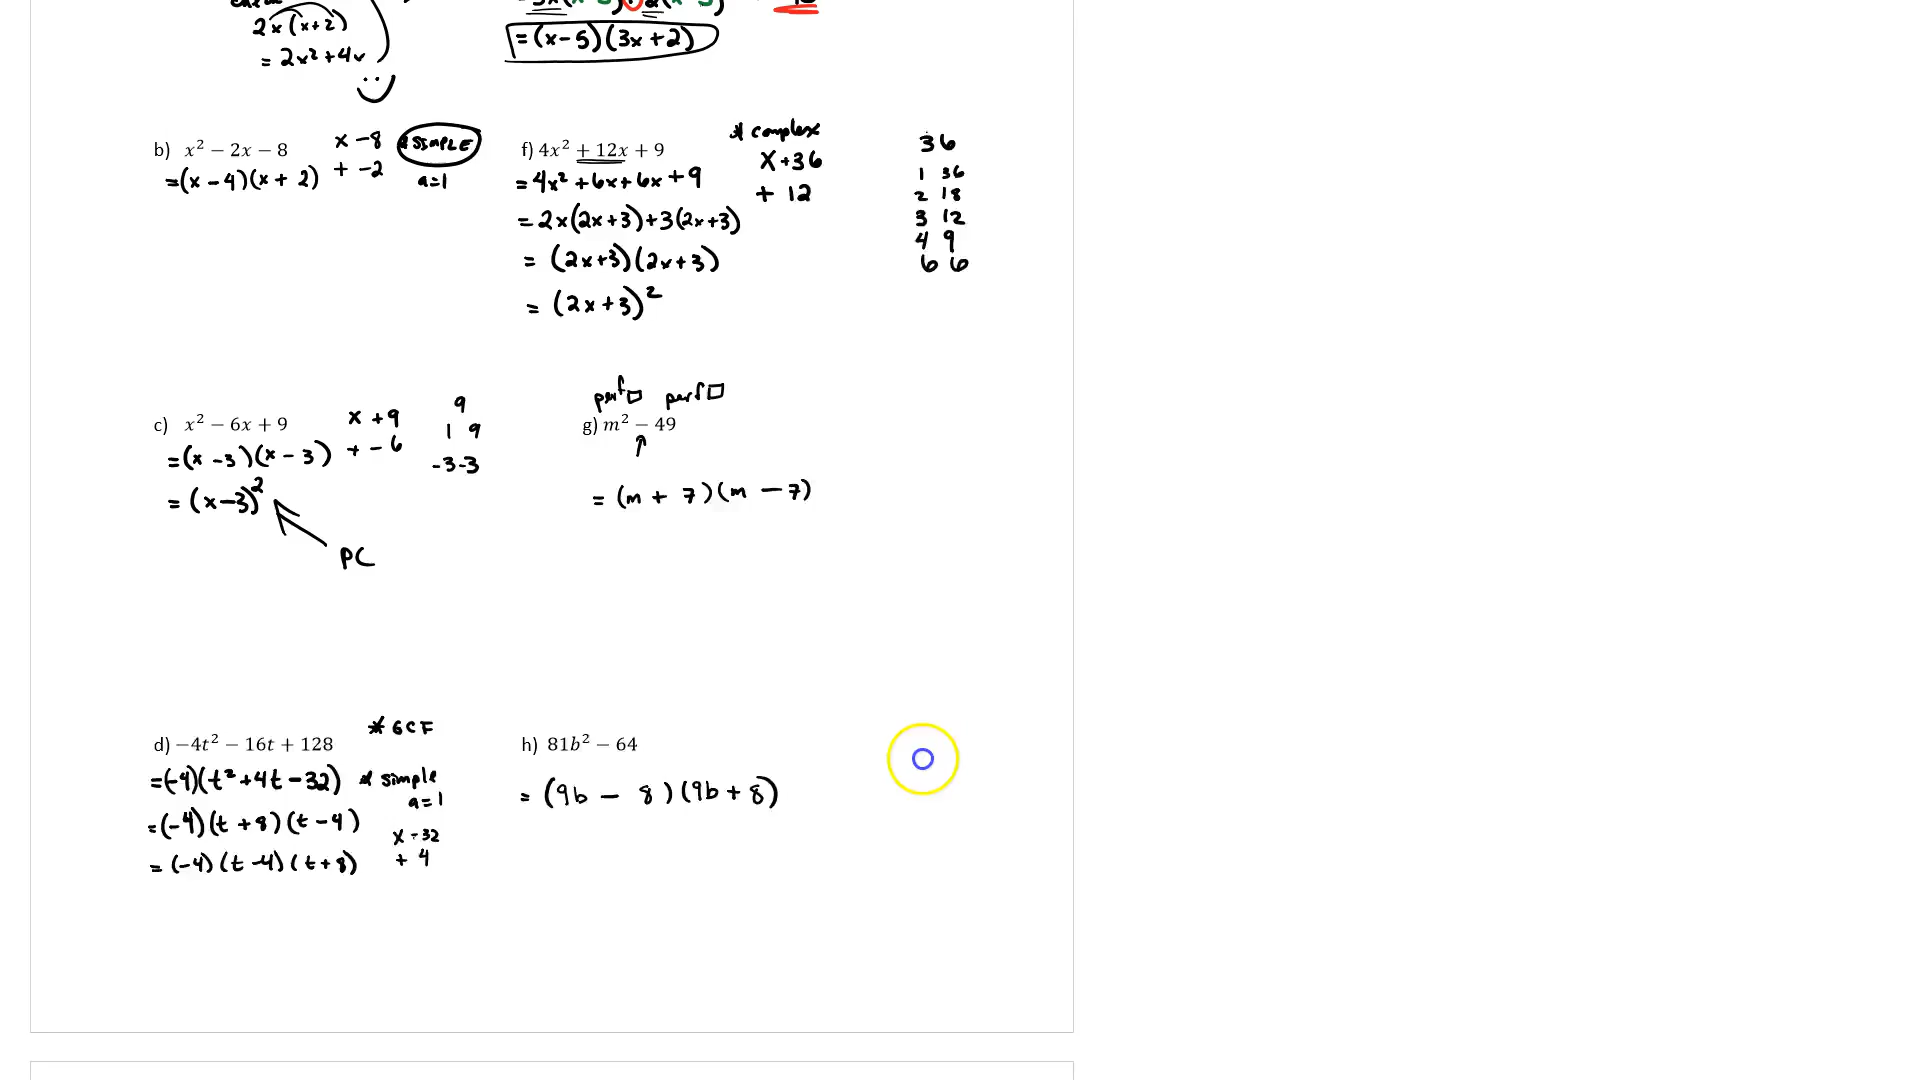 2x(x+2)
= 2x² + 4x
= (x-5)(3x+2)
b) x² − 2x − 8
x -8
+ -2
* SIMPLE
a=1
=(x - 4)(x + 2)
f) 4x² + 12x + 9
* complex
x +36
+ 12
= 4x² + 6x + 6x + 9
= 2x(2x+3)+3(2x+3)
= (2x+3)(2x+3)
= (2x+3)²
36
1 36
2 18
3 12
4 9
6 6
c) x² − 6x + 9
x +9
+ - 6
9
1 9
-3 -3
=(x -3)(x - 3)
= (x-3)²
PC
perf□ perf□
g) m² − 49
= (m + 7)(m - 7)
d) −4t² − 16t + 128
* GCF
=(-4)(t² +4t -32)
* simple
a=1
=(-4)(t +8)(t -4)
x -32
+ 4
= (-4)(t -4)(t+8)
h) 81b² − 64
= (9b - 8)(9b + 8)